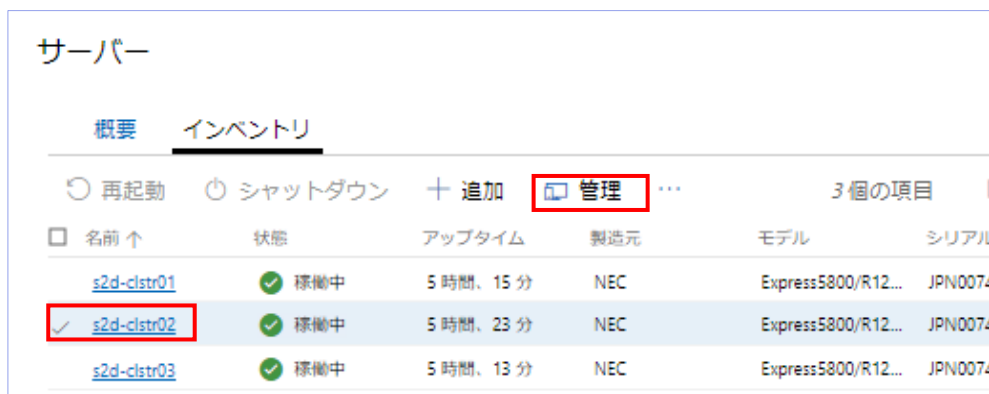 サーバー
概要 インベントリ
再起動 シャットダウン 追加 管理 ... 3 個の項目
名前 状態 アップタイム 製造元 モデル シリアル
s2d-clstr01 稼働中 5 時間、15 分 NEC Express5800/R12... JPN0074
s2d-clstr02 稼働中 5 時間、23 分 NEC Express5800/R12... JPN0074
s2d-clstr03 稼働中 5 時間、13 分 NEC Express5800/R12... JPN0074